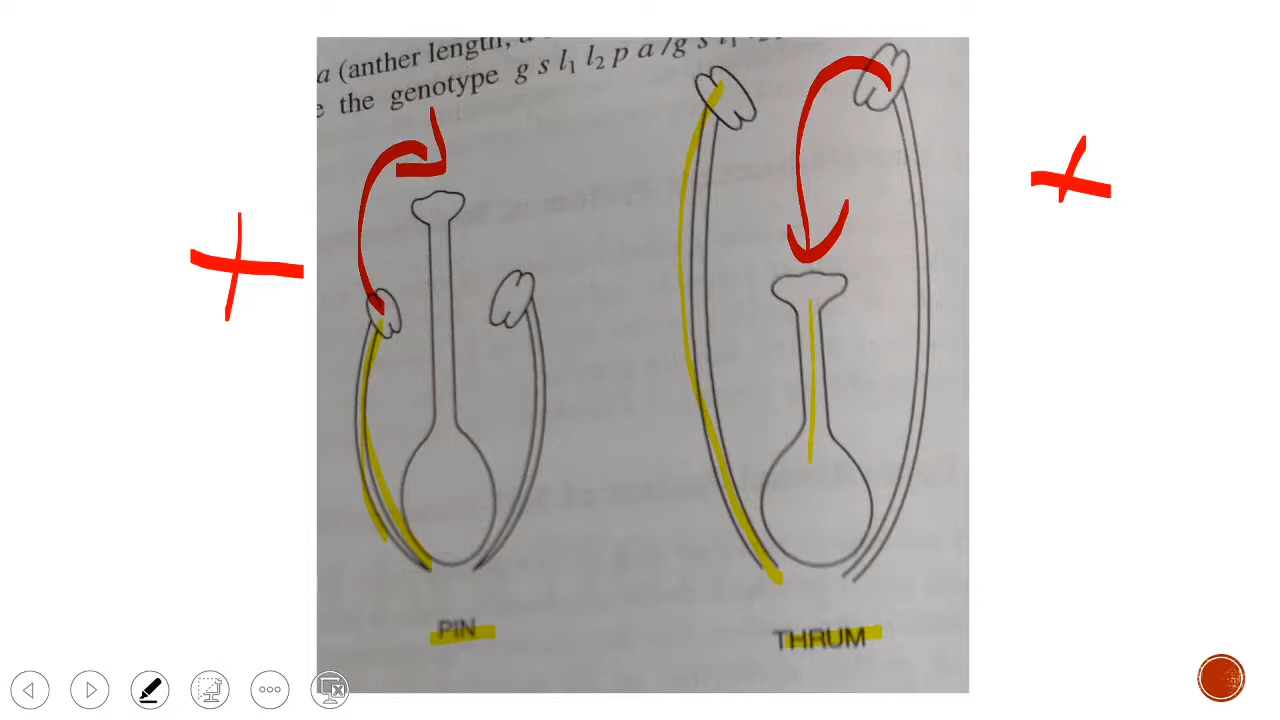 a (anther length,
the genotype g s l₁ l₂ p a/g s
PIN
THRUM